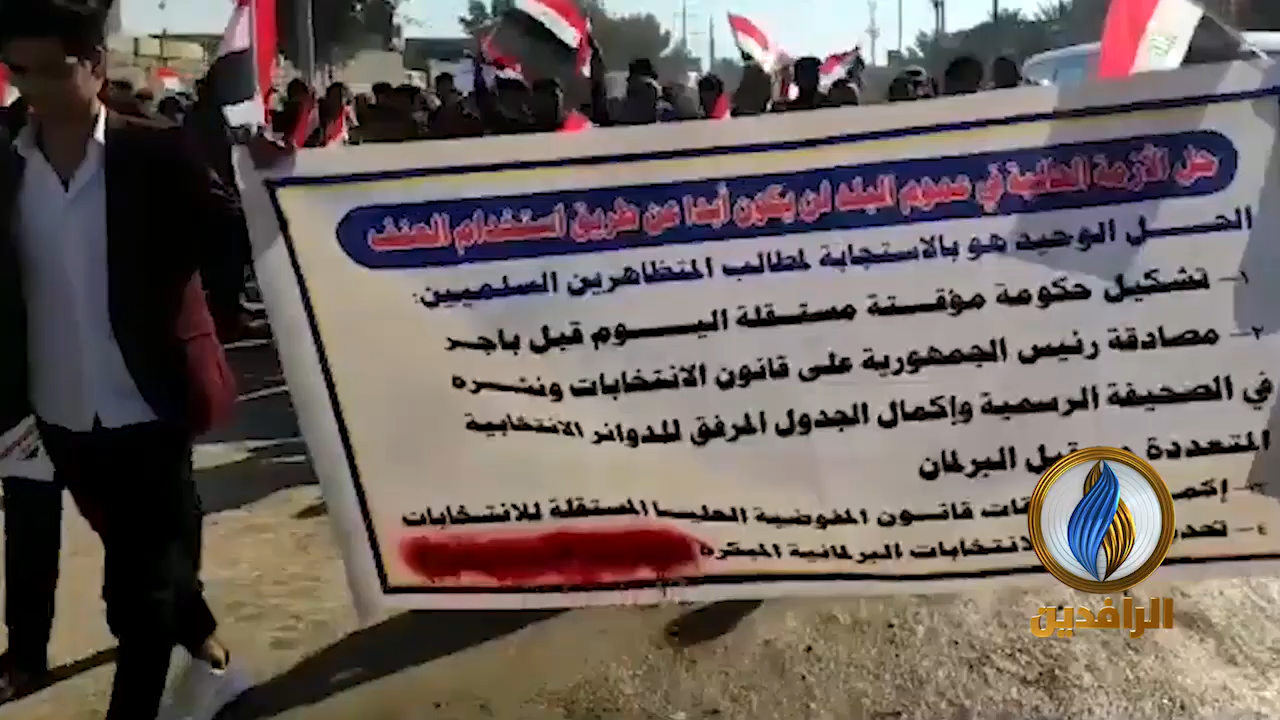 حل الأزمة الحالية في عموم البلد لن يكون أبدا عن طريق استخدام العنف
الحل الوحيد هو بالاستجابة لمطالب المتظاهرين السلميين:
١- تشكيل حكومة مؤقتة مستقلة اليوم قبل باجر
٢- مصادقة رئيس الجمهورية على قانون الانتخابات ونشره
في الصحيفة الرسمية وإكمال الجدول المرفق للدوائر الانتخابية
المتعددة قبل البرلمان
قانون المفوضية العليا المستقلة للانتخابات
٤- الانتخابات البرلمانية المبكرة
الرافدين